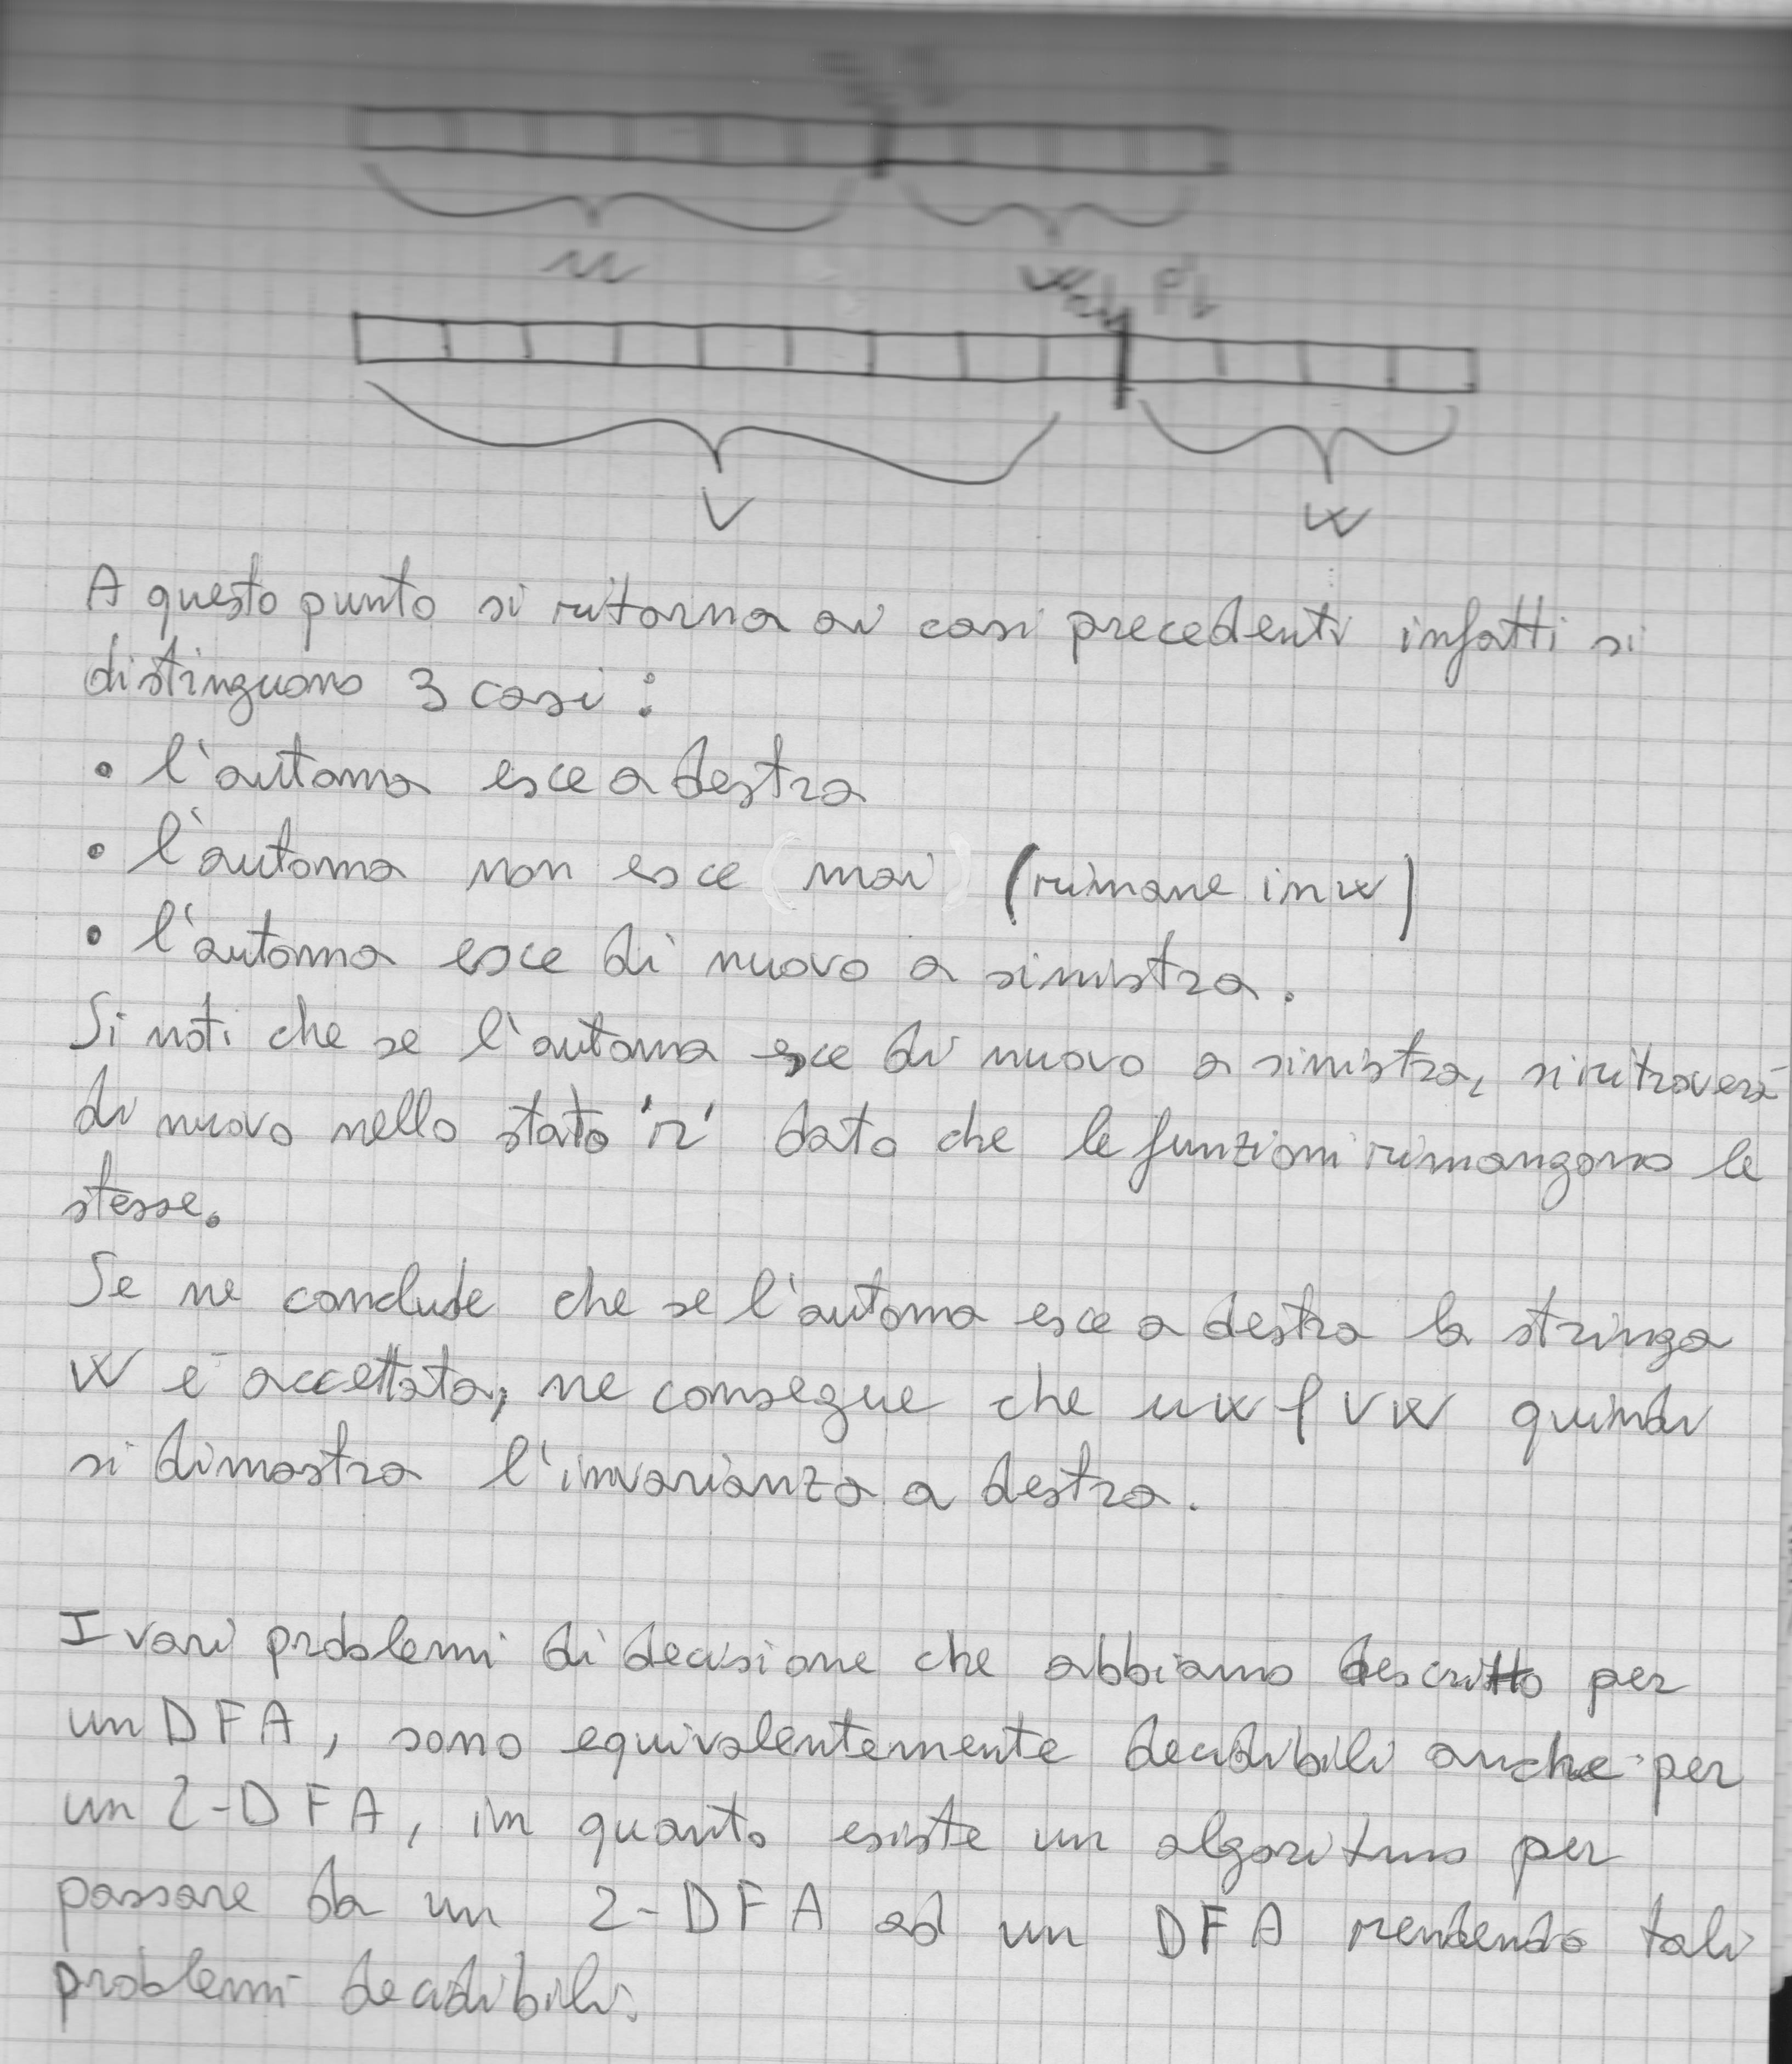 u
w
V
w
A questo punto si ritorna ai casi precedenti infatti si
distinguono 3 casi:
• l'automa esce a destra
• l'automa non esce (mai) (rimane in w)
• l'automa esce di nuovo a sinistra.
Si noti che se l'automa esce di nuovo a sinistra, si ritroverà
di nuovo nello stato 'r' dato che le funzioni rimangono le
stesse.
Se ne conclude che se l'automa esce a destra la stringa
W è accettata, ne consegue che uw ρ vw quindi
si dimostra l'invarianza a destra.
I vari problemi di decisione che abbiamo descritto per
un DFA, sono equivalentemente decidibili anche per
un 2-DFA, in quanto esiste un algoritmo per
passare da un 2-DFA ad un DFA rendendo tali
problemi decidibili.